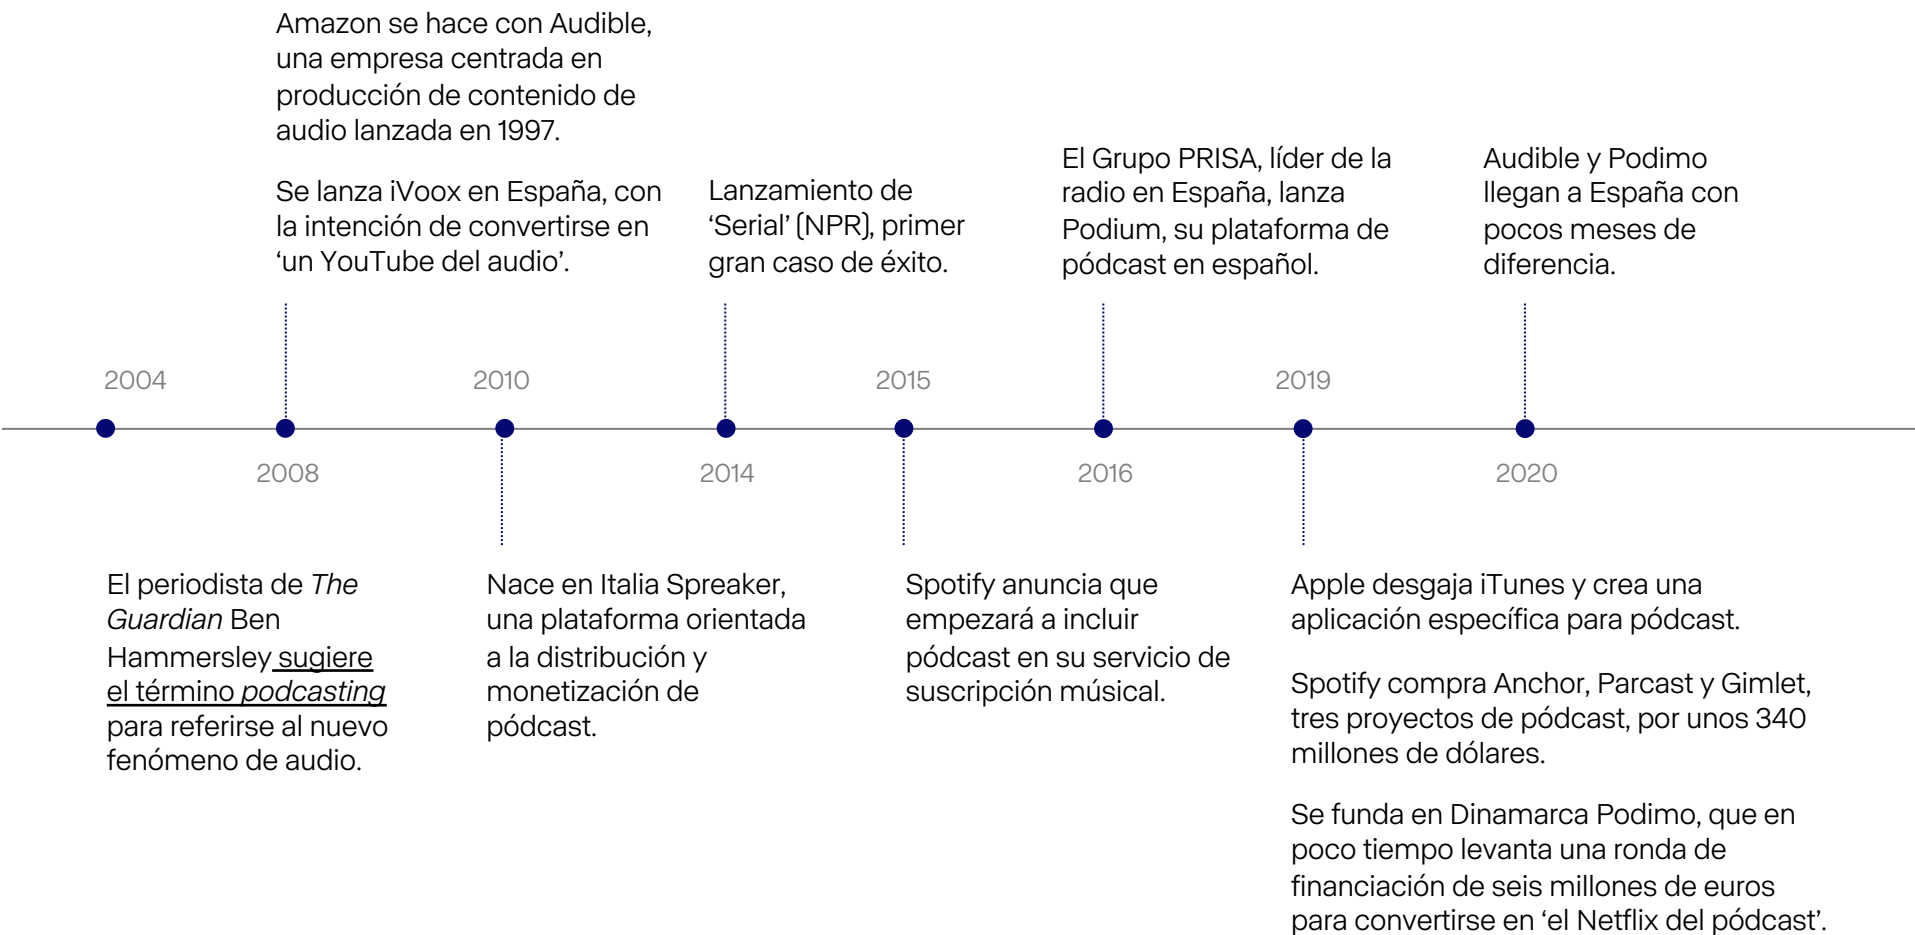 Amazon se hace con Audible,
una empresa centrada en
producción de contenido de
audio lanzada en 1997.
Se lanza iVoox en España, con
la intención de convertirse en
‘un YouTube del audio’.
Lanzamiento de
‘Serial’ (NPR), primer
gran caso de éxito.
El Grupo PRISA, líder de la
radio en España, lanza
Podium, su plataforma de
pódcast en español.
Audible y Podimo
llegan a España con
pocos meses de
diferencia.
2004
2010
2015
2019
2008
2014
2016
2020
El periodista de The
Guardian Ben
Hammersley sugiere
el término podcasting
para referirse al nuevo
fenómeno de audio.
Nace en Italia Spreaker,
una plataforma orientada
a la distribución y
monetización de
pódcast.
Spotify anuncia que
empezará a incluir
pódcast en su servicio de
suscripción músical.
Apple desgaja iTunes y crea una
aplicación específica para pódcast.
Spotify compra Anchor, Parcast y Gimlet,
tres proyectos de pódcast, por unos 340
millones de dólares.
Se funda en Dinamarca Podimo, que en
poco tiempo levanta una ronda de
financiación de seis millones de euros
para convertirse en ‘el Netflix del pódcast’.